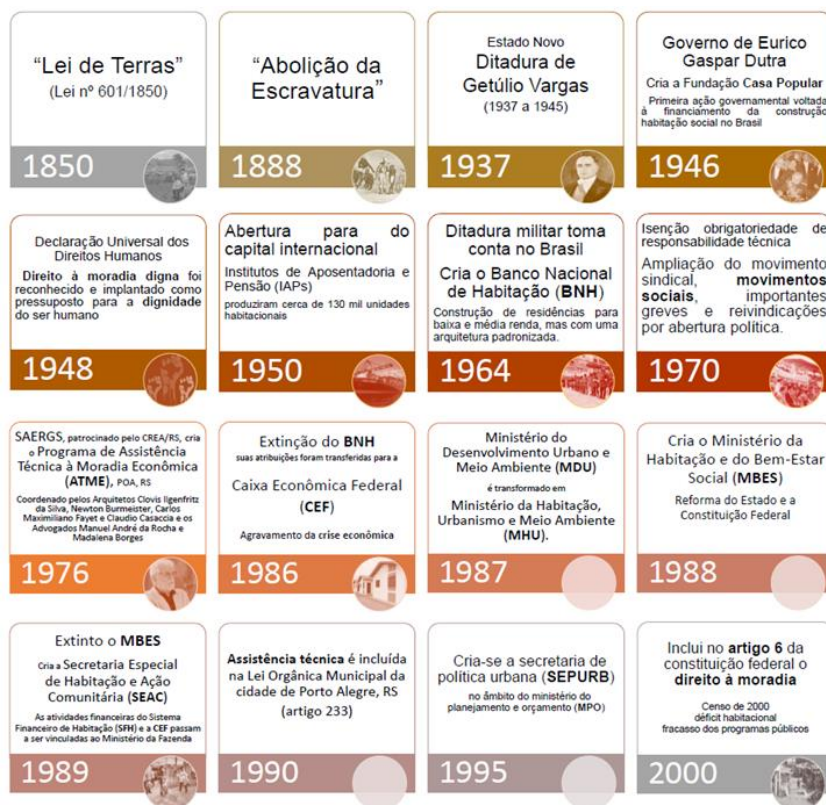 “Lei de Terras”
(Lei nº 601/1850)
1850
“Abolição da
Escravatura”
1888
Estado Novo
Ditadura de
Getúlio Vargas
(1937 a 1945)
1937
Governo de Eurico
Gaspar Dutra
Cria a Fundação Casa Popular
Primeira ação governamental voltada
à financiamento da construção
habitação social no Brasil
1946
Declaração Universal dos
Direitos Humanos
Direito à moradia digna foi
reconhecido e implantado como
pressuposto para a dignidade
do ser humano
1948
Abertura para do
capital internacional
Institutos de Aposentadoria e
Pensão (IAPs)
produziram cerca de 130 mil unidades
habitacionais
1950
Ditadura militar toma
conta no Brasil
Cria o Banco Nacional
de Habitação (BNH)
Construção de residências para
baixa e média renda, mas com uma
arquitetura padronizada.
1964
Isenção obrigatoriedade de
responsabilidade técnica
Ampliação do movimento
sindical, movimentos
sociais, importantes
greves e reivindicações
por abertura política.
1970
SAERGS, patrocinado pelo CREA/RS, cria
o Programa de Assistência
Técnica à Moradia Econômica
(ATME), POA, RS
Coordenado pelos Arquitetos Clovis Ilgenfritz
da Silva, Newton Burmeister, Carlos
Maximiliano Fayet e Claudio Casaccia e os
Advogados Manuel André da Rocha e
Madalena Borges
1976
Extinção do BNH
suas atribuições foram transferidas para a
Caixa Econômica Federal
(CEF)
Agravamento da crise econômica
1986
Ministério do
Desenvolvimento Urbano e
Meio Ambiente (MDU)
é transformado em
Ministério da Habitação,
Urbanismo e Meio Ambiente
(MHU).
1987
Cria o Ministério da
Habitação e do Bem-Estar
Social (MBES)
Reforma do Estado e a
Constituição Federal
1988
Extinto o MBES
Cria a Secretaria Especial
de Habitação e Ação
Comunitária (SEAC)
As atividades financeiras do Sistema
Financeiro de Habitação (SFH) e a CEF passam
a ser vinculadas ao Ministério da Fazenda
1989
Assistência técnica é incluída
na Lei Orgânica Municipal da
cidade de Porto Alegre, RS
(artigo 233)
1990
Cria-se a secretaria de
política urbana (SEPURB)
no âmbito do ministério do
planejamento e orçamento (MPO)
1995
Inclui no artigo 6 da
constituição federal o
direito à moradia
Censo de 2000
déficit habitacional
fracasso dos programas públicos
2000